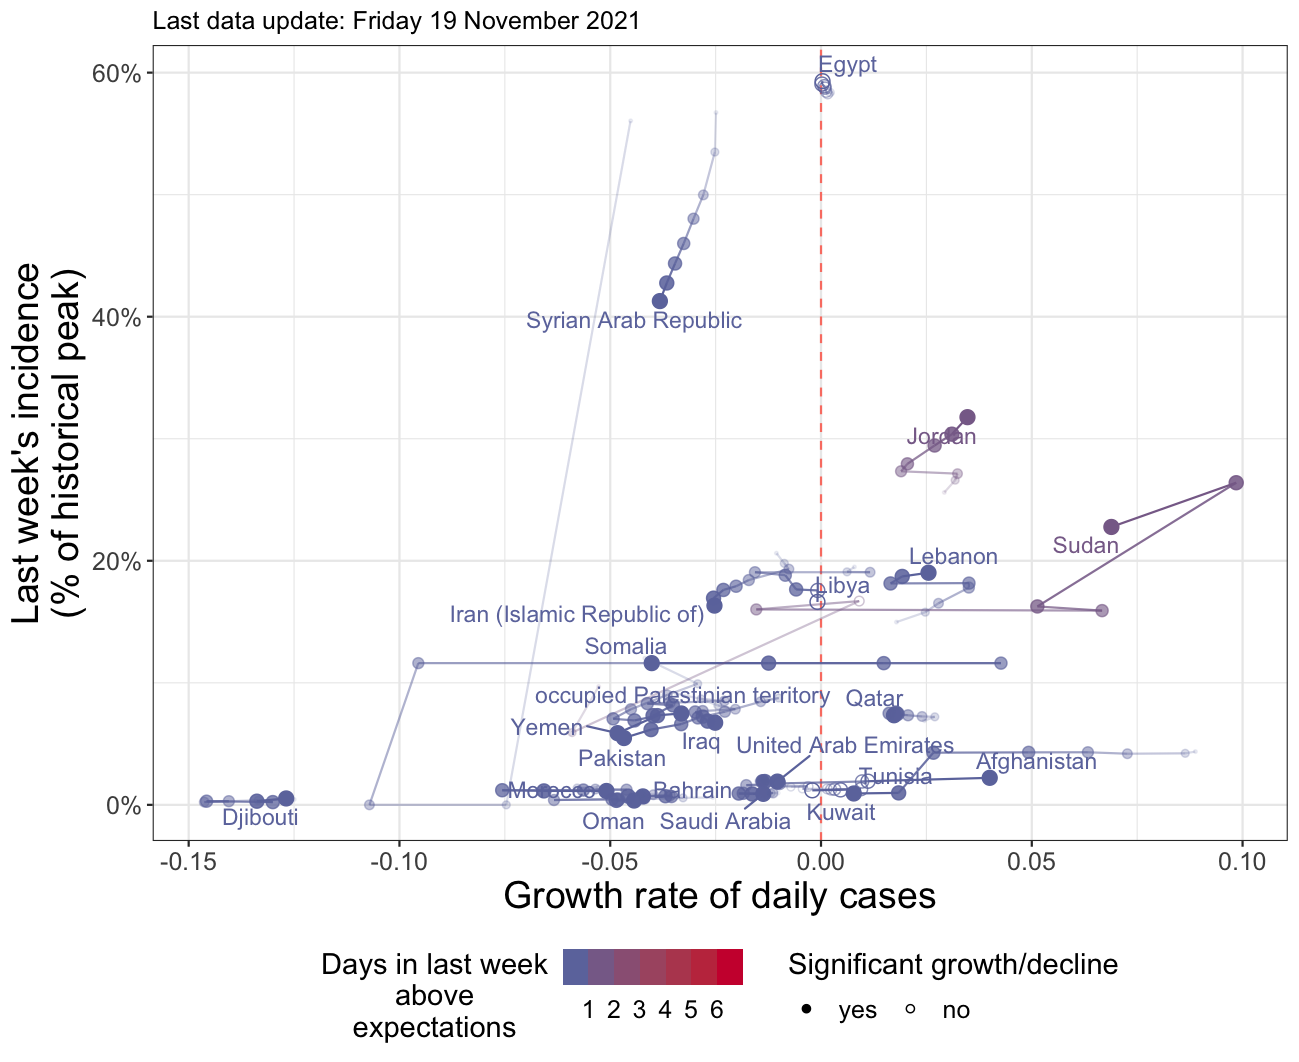 Last data update: Friday 19 November 2021
Last week's incidence
(% of historical peak)
60%
40%
20%
0%
Egypt
Syrian Arab Republic
Jordan
Sudan
Lebanon
Libya
Iran (Islamic Republic of)
Somalia
occupied Palestinian territory
Qatar
Yemen
Iraq
United Arab Emirates
Pakistan
Afghanistan
Tunisia
Morocco
Bahrain
Djibouti
Oman
Saudi Arabia
Kuwait
-0.15
-0.10
-0.05
0.00
0.05
0.10
Growth rate of daily cases
Days in last week
above
expectations
1 2 3 4 5 6
Significant growth/decline
yes
no